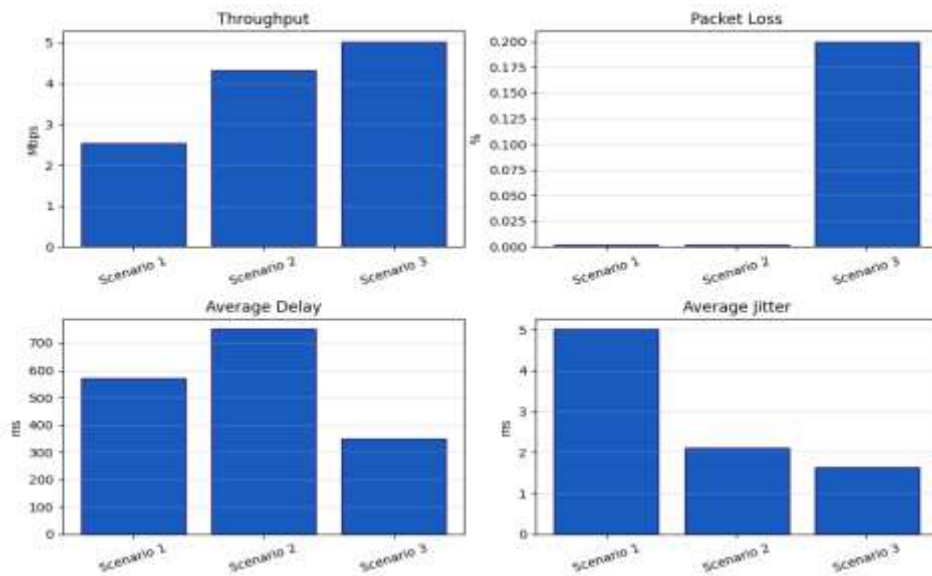 Throughput
5
4
3
2
1
0
Mbps
Scenario 1
Scenario 2
Scenario 3
Packet Loss
0.200
0.175
0.150
0.125
0.100
0.075
0.050
0.025
0.000
%
Scenario 1
Scenario 2
Scenario 3
Average Delay
700
600
500
400
300
200
100
0
ms
Scenario 1
Scenario 2
Scenario 3
Average Jitter
5
4
3
2
1
0
ms
Scenario 1
Scenario 2
Scenario 3